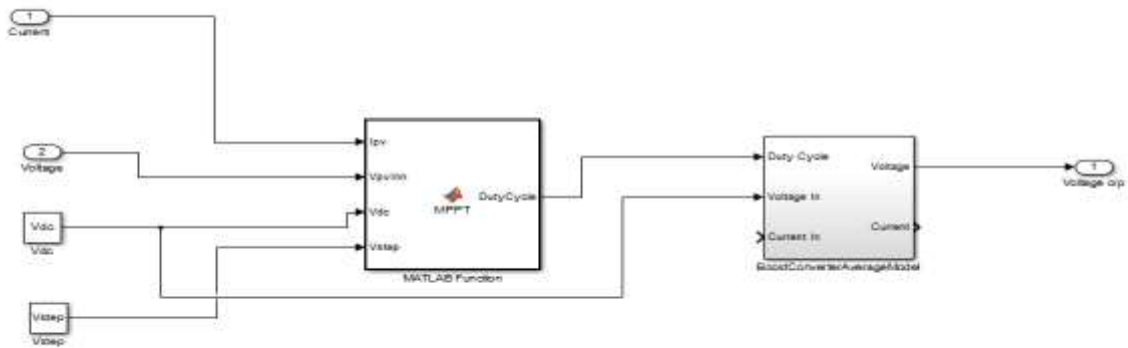 1
Current
2
Voltage
Vdc
Vdc
Vstep
Vstep
Ipv
VpvInn
Vdc
Vstep
MPPT
DutyCycle
MATLAB Function
Duty Cycle
Voltage In
Current In
Voltage
Current
BoostConverterAverageModel
1
Voltage o/p